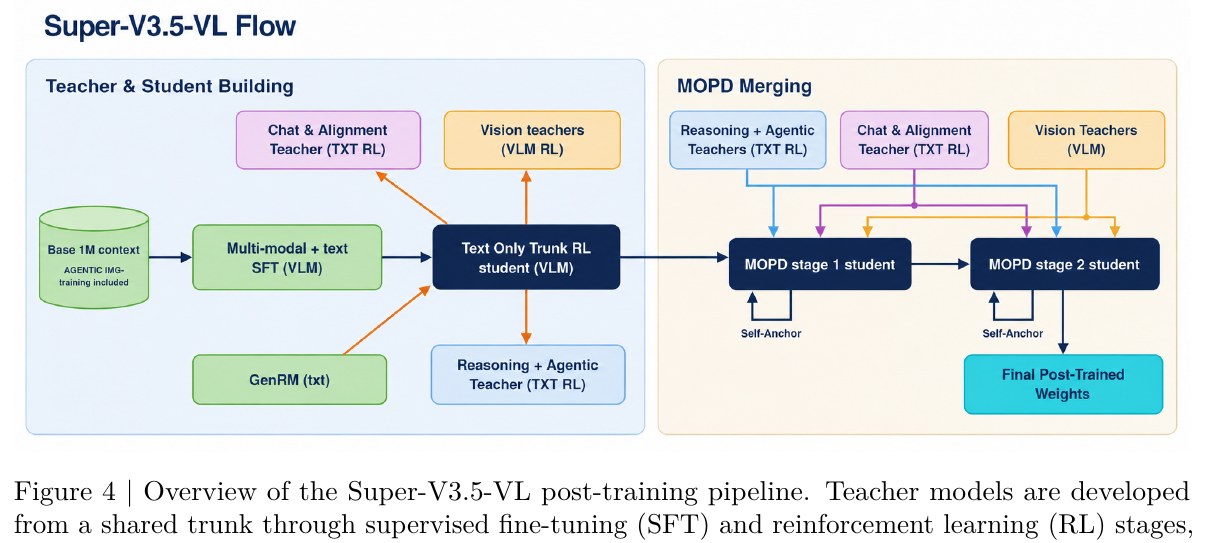 Super-V3.5-VL Flow
Teacher & Student Building
Chat & Alignment
Teacher (TXT RL)
Vision teachers
(VLM RL)
Base 1M context
AGENTIC IMG-
training included
Multi-modal + text
SFT (VLM)
Text Only Trunk RL
student (VLM)
GenRM (txt)
Reasoning + Agentic
Teacher (TXT RL)
MOPD Merging
Reasoning + Agentic
Teachers (TXT RL)
Chat & Alignment
Teacher (TXT RL)
Vision Teachers
(VLM)
MOPD stage 1 student
MOPD stage 2 student
Self-Anchor
Self-Anchor
Final Post-Trained
Weights
Figure 4 | Overview of the Super-V3.5-VL post-training pipeline. Teacher models are developed
from a shared trunk through supervised fine-tuning (SFT) and reinforcement learning (RL) stages,